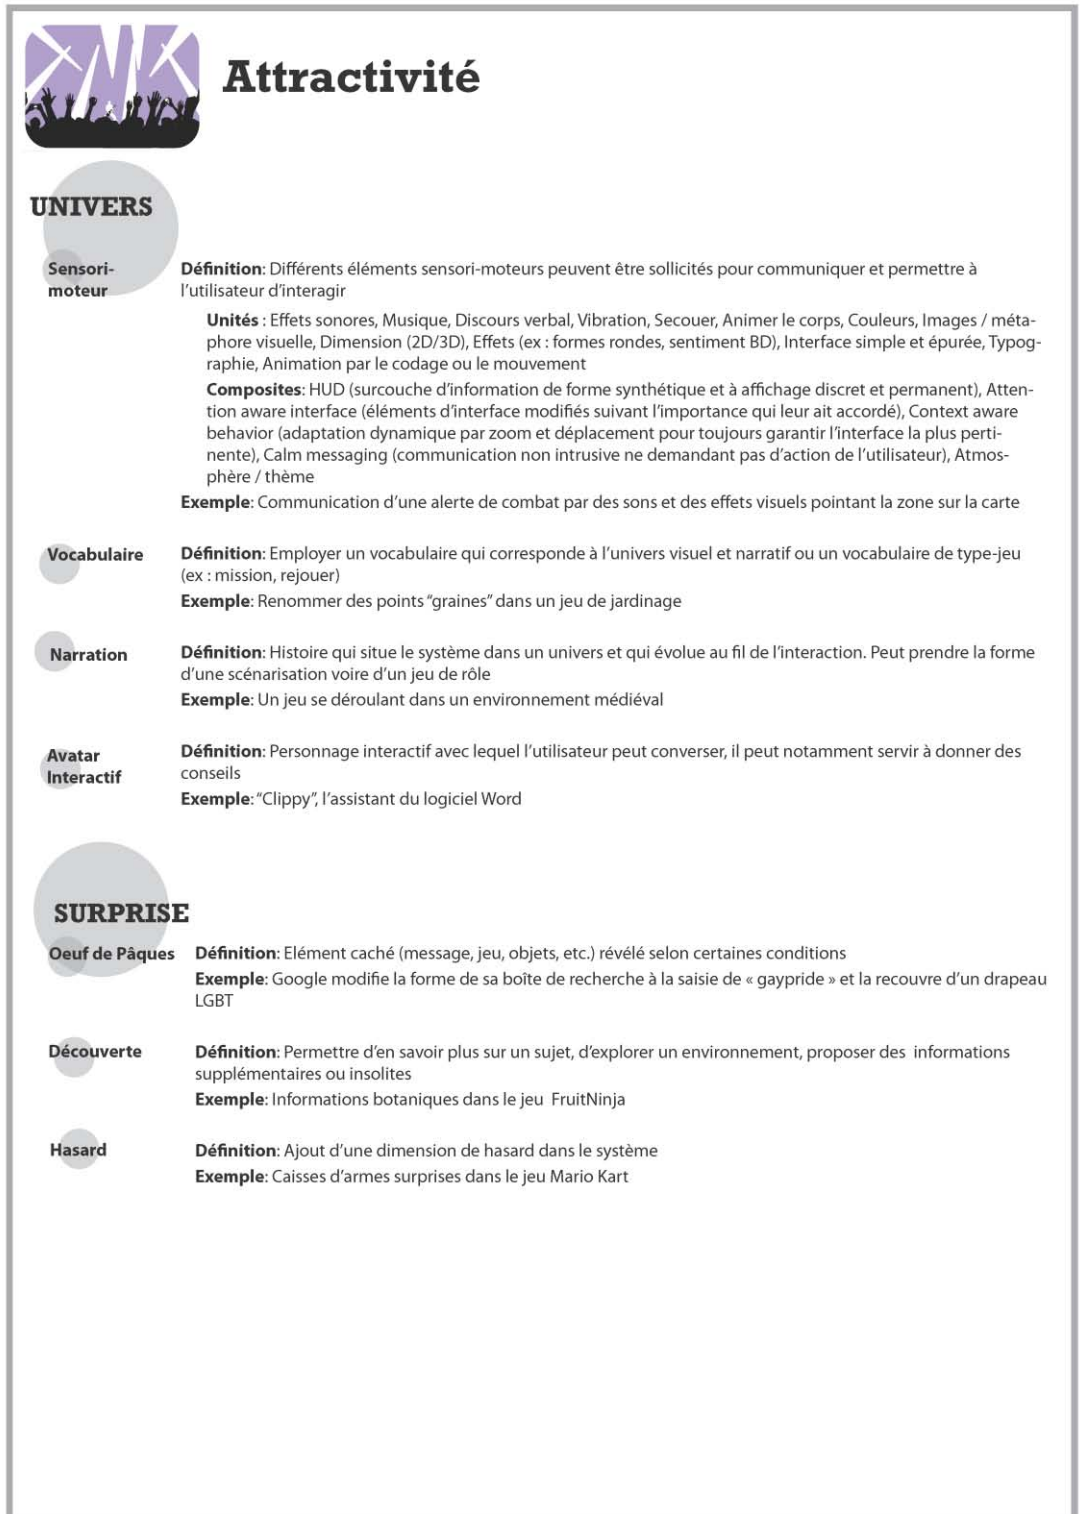 Attractivité
UNIVERS
Sensori-
moteur
Définition: Différents éléments sensori-moteurs peuvent être sollicités pour communiquer et permettre à
l’utilisateur d’interagir
Unités : Effets sonores, Musique, Discours verbal, Vibration, Secouer, Animer le corps, Couleurs, Images / méta-
phore visuelle, Dimension (2D/3D), Effets (ex : formes rondes, sentiment BD), Interface simple et épurée, Typog-
raphie, Animation par le codage ou le mouvement
Composites: HUD (surcouche d’information de forme synthétique et à affichage discret et permanent), Atten-
tion aware interface (éléments d’interface modifiés suivant l’importance qui leur ait accordé), Context aware
behavior (adaptation dynamique par zoom et déplacement pour toujours garantir l’interface la plus perti-
nente), Calm messaging (communication non intrusive ne demandant pas d’action de l’utilisateur), Atmos-
phère / thème
Exemple: Communication d’une alerte de combat par des sons et des effets visuels pointant la zone sur la carte
Vocabulaire
Définition: Employer un vocabulaire qui corresponde à l’univers visuel et narratif ou un vocabulaire de type-jeu
(ex : mission, rejouer)
Exemple: Renommer des points “graines” dans un jeu de jardinage
Narration
Définition: Histoire qui situe le système dans un univers et qui évolue au fil de l’interaction. Peut prendre la forme
d’une scénarisation voire d’un jeu de rôle
Exemple: Un jeu se déroulant dans un environnement médiéval
Avatar
Interactif
Définition: Personnage interactif avec lequel l’utilisateur peut converser, il peut notamment servir à donner des
conseils
Exemple: “Clippy”, l’assistant du logiciel Word
SURPRISE
Oeuf de Pâques
Définition: Elément caché (message, jeu, objets, etc.) révélé selon certaines conditions
Exemple: Google modifie la forme de sa boîte de recherche à la saisie de « gaypride » et la recouvre d’un drapeau
LGBT
Découverte
Définition: Permettre d’en savoir plus sur un sujet, d’explorer un environnement, proposer des informations
supplémentaires ou insolites
Exemple: Informations botaniques dans le jeu FruitNinja
Hasard
Définition: Ajout d’une dimension de hasard dans le système
Exemple: Caisses d’armes surprises dans le jeu Mario Kart